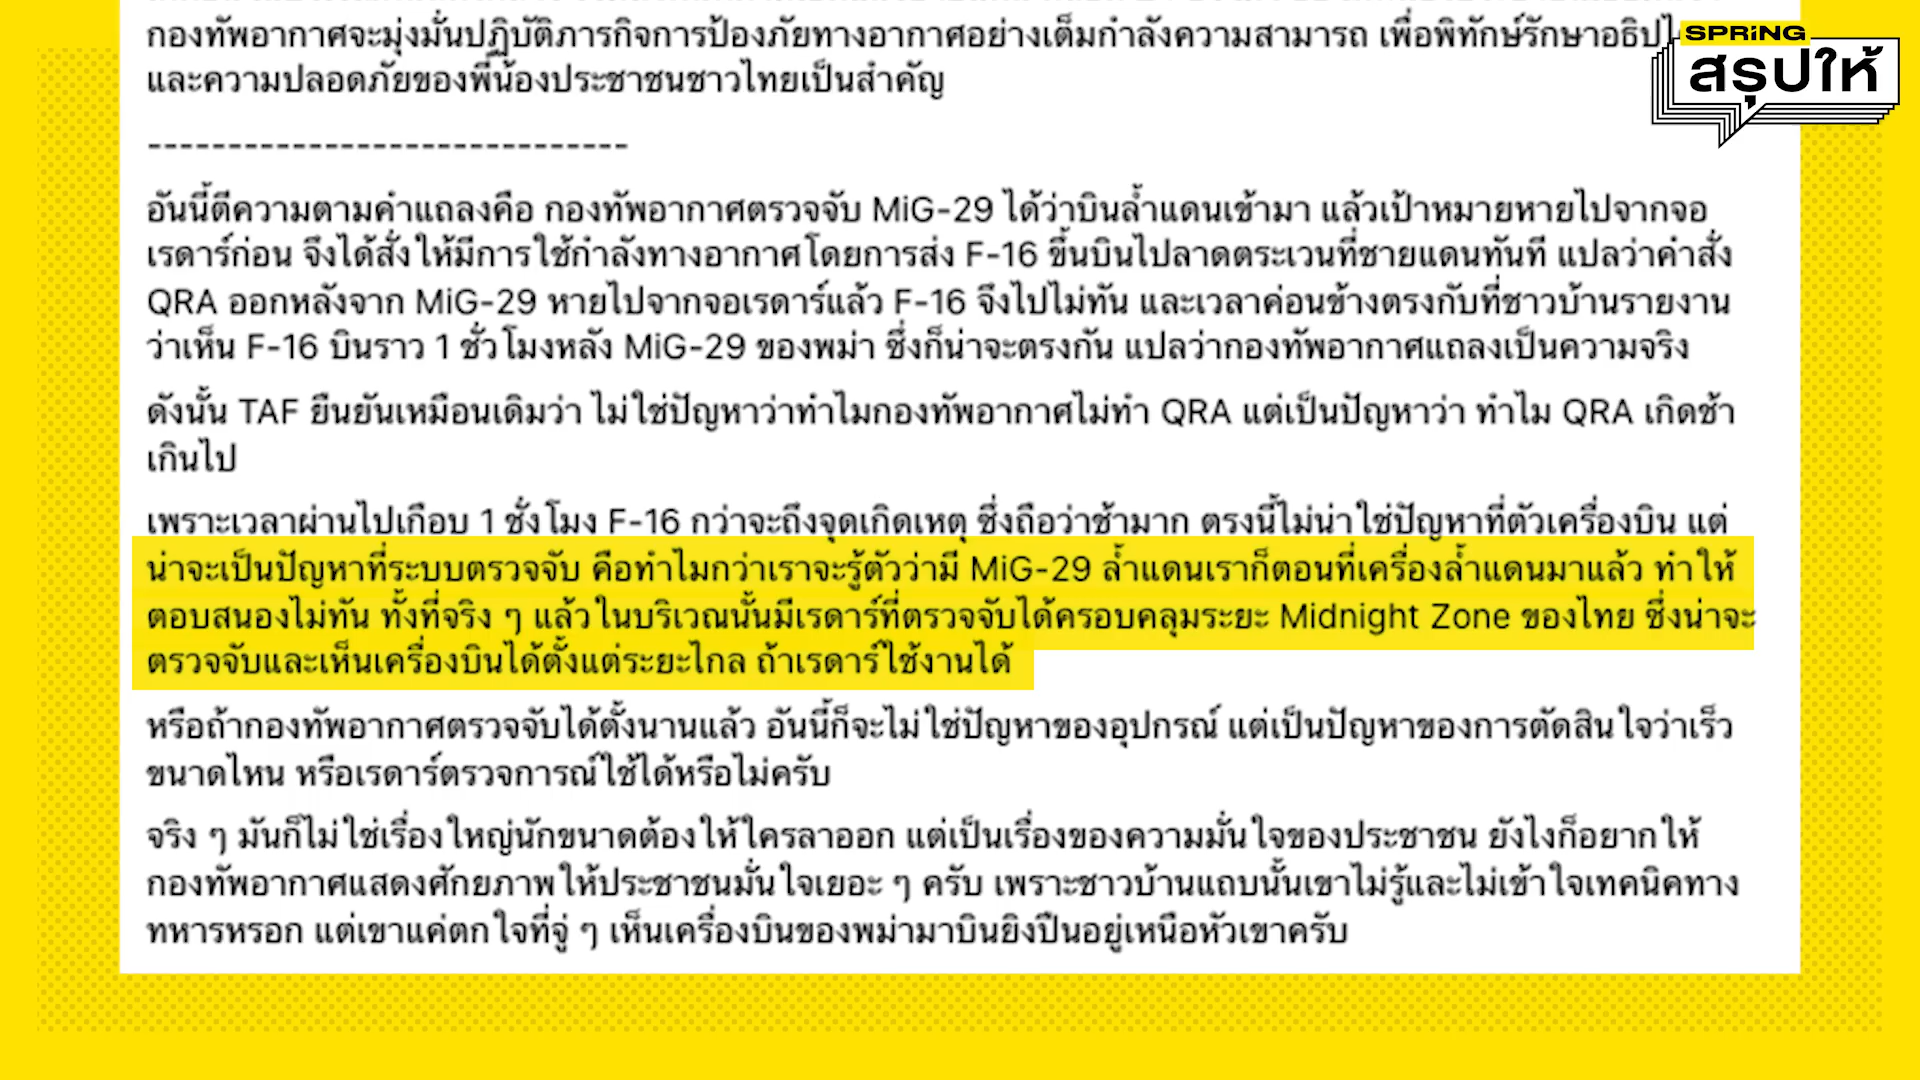 กองทัพอากาศจะมุ่งมั่นปฏิบัติภารกิจการป้องภัยทางอากาศอย่างเต็มกำลังความสามารถ เพื่อพิทักษ์รักษาอธิปไ
และความปลอดภัยของพี่น้องประชาชนชาวไทยเป็นสำคัญ
SPRiNG
สรุปให้
------------------------------
อันนี้ตีความตามคำแถลงคือ กองทัพอากาศตรวจจับ MiG-29 ได้ว่าบินล้ำแดนเข้ามา แล้วเป้าหมายหายไปจากจอ
เรดาร์ก่อน จึงได้สั่งให้มีการใช้กำลังทางอากาศโดยการส่ง F-16 ขึ้นบินไปลาดตระเวนที่ชายแดนทันที แปลว่าคำสั่ง
QRA ออกหลังจาก MiG-29 หายไปจากจอเรดาร์แล้ว F-16 จึงไปไม่ทัน และเวลาค่อนข้างตรงกับที่ชาวบ้านรายงาน
ว่าเห็น F-16 บินราว 1 ชั่วโมงหลัง MiG-29 ของพม่า ซึ่งก็น่าจะตรงกัน แปลว่ากองทัพอากาศแถลงเป็นความจริง
ดังนั้น TAF ยืนยันเหมือนเดิมว่า ไม่ใช่ปัญหาว่าทำไมกองทัพอากาศไม่ทำ QRA แต่เป็นปัญหาว่า ทำไม QRA เกิดช้า
เกินไป
เพราะเวลาผ่านไปเกือบ 1 ชั่งโมง F-16 กว่าจะถึงจุดเกิดเหตุ ซึ่งถือว่าช้ามาก ตรงนี้ไม่น่าใช่ปัญหาที่ตัวเครื่องบิน แต่
น่าจะเป็นปัญหาที่ระบบตรวจจับ คือทำไมกว่าเราจะรู้ตัวว่ามี MiG-29 ล้ำแดนเราก็ตอนที่เครื่องล้ำแดนมาแล้ว ทำให้
ตอบสนองไม่ทัน ทั้งที่จริง ๆ แล้วในบริเวณนั้นมีเรดาร์ที่ตรวจจับได้ครอบคลุมระยะ Midnight Zone ของไทย ซึ่งน่าจะ
ตรวจจับและเห็นเครื่องบินได้ตั้งแต่ระยะไกล ถ้าเรดาร์ใช้งานได้
หรือถ้ากองทัพอากาศตรวจจับได้ตั้งนานแล้ว อันนี้ก็จะไม่ใช่ปัญหาของอุปกรณ์ แต่เป็นปัญหาของการตัดสินใจว่าเร็ว
ขนาดไหน หรือเรดาร์ตรวจการณ์ใช้ได้หรือไม่ครับ
จริง ๆ มันก็ไม่ใช่เรื่องใหญ่นักขนาดต้องให้ใครลาออก แต่เป็นเรื่องของความมั่นใจของประชาชน ยังไงก็อยากให้
กองทัพอากาศแสดงศักยภาพให้ประชาชนมั่นใจเยอะ ๆ ครับ เพราะชาวบ้านแถบนั้นเขาไม่รู้และไม่เข้าใจเทคนิคทาง
ทหารหรอก แต่เขาแค่ตกใจที่จู่ ๆ เห็นเครื่องบินของพม่ามาบินยิงปืนอยู่เหนือหัวเขาครับ